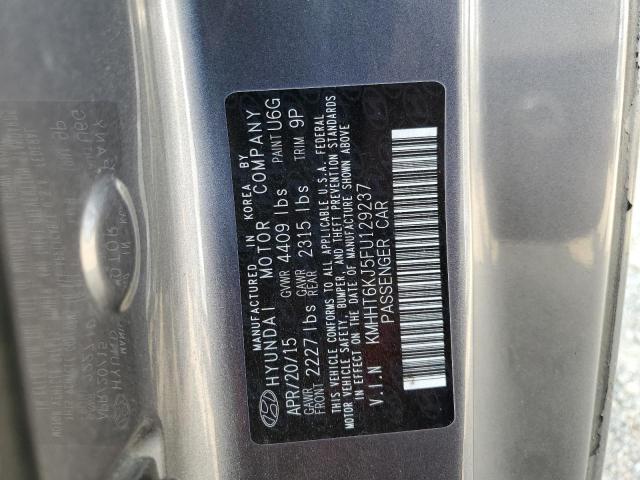 MANUFACTURED IN KOREA BY
HYUNDAI MOTOR COMPANY
APR/20/15 GVWR 4409 lbs PAINT U6G
GAWR FRONT 2227 lbs GAWR REAR 2315 lbs TRIM 9P
THIS VEHICLE CONFORMS TO ALL APPLICABLE U.S.A. FEDERAL
MOTOR VEHICLE SAFETY, BUMPER, AND THEFT PREVENTION STANDARDS
IN EFFECT ON THE DATE OF MANUFACTURE SHOWN ABOVE
V.I.N KMHHT6KJ5FU129237
PASSENGER CAR